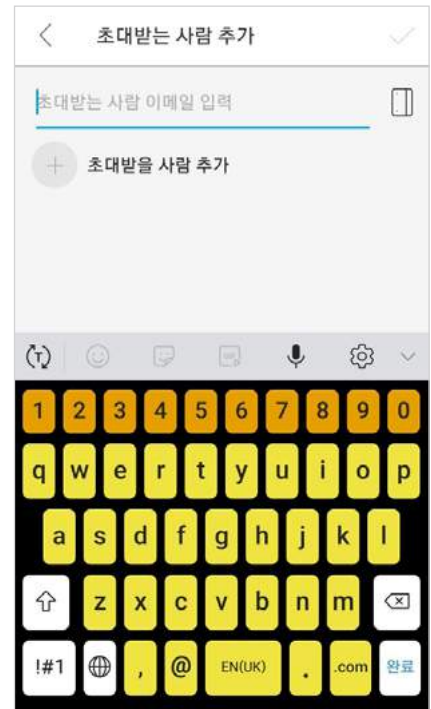 초대받는 사람 추가
초대받는 사람 이메일 입력
초대받을 사람 추가
1 2 3 4 5 6 7 8 9 0
q w e r t y u i o p
a s d f g h j k l
z x c v b n m
!#1 , @ EN(UK) . .com 완료